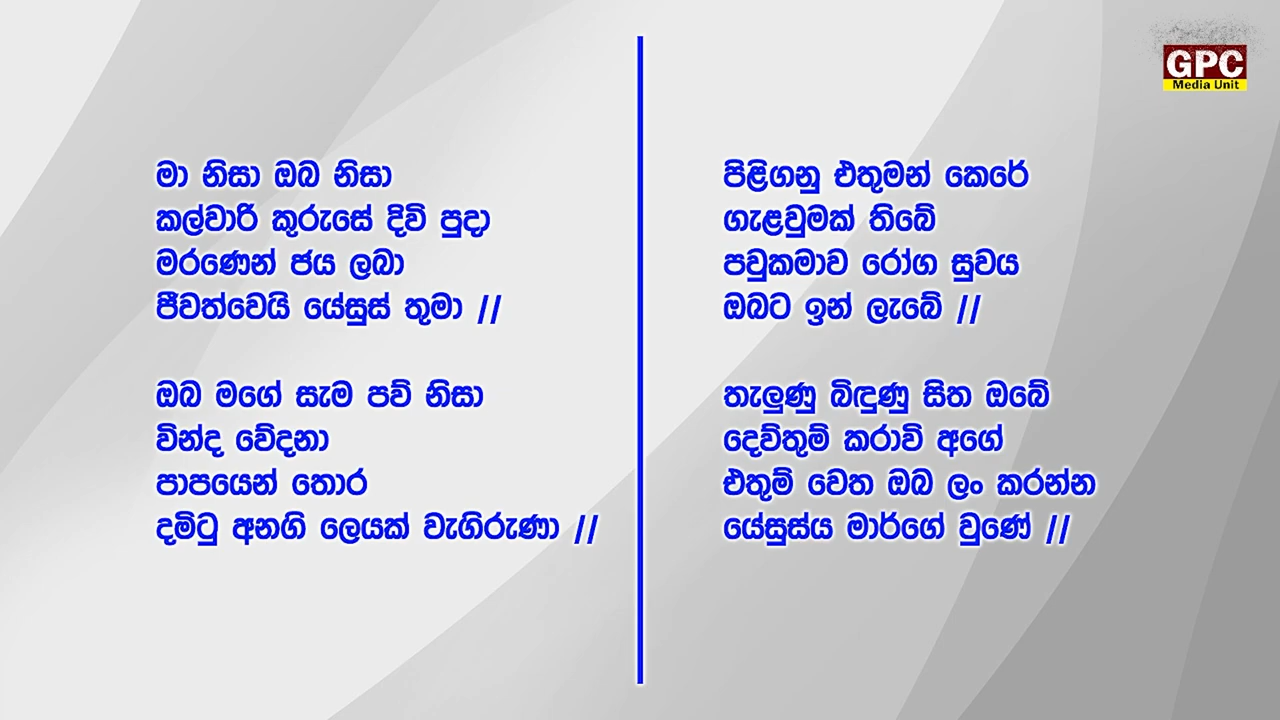 මා නිසා ඔබ නිසා
කල්වාරි කුරුසේ දිවි පුදා
මරණෙන් ජය ලබා
ජීවත්වෙයි යේසුස් තුමා //
ඔබ මගේ සැම පව් නිසා
වින්ද වේදනා
පාපයෙන් තොර
දමිටු අනගි ලෙයක් වැගිරුණා //
පිළිගනු එතුමන් කෙරේ
ගැළවුමක් තිබේ
පවුකමාව රෝග සුවය
ඔබට ඉන් ලැබේ //
තැලුණු බිඳුණු සිත ඔබේ
දෙව්තුම් කරාවි අගේ
එතුම් වෙත ඔබ ලං කරන්න
යේසුස්ය මාර්ගේ වුණේ //
GPC
Media Unit